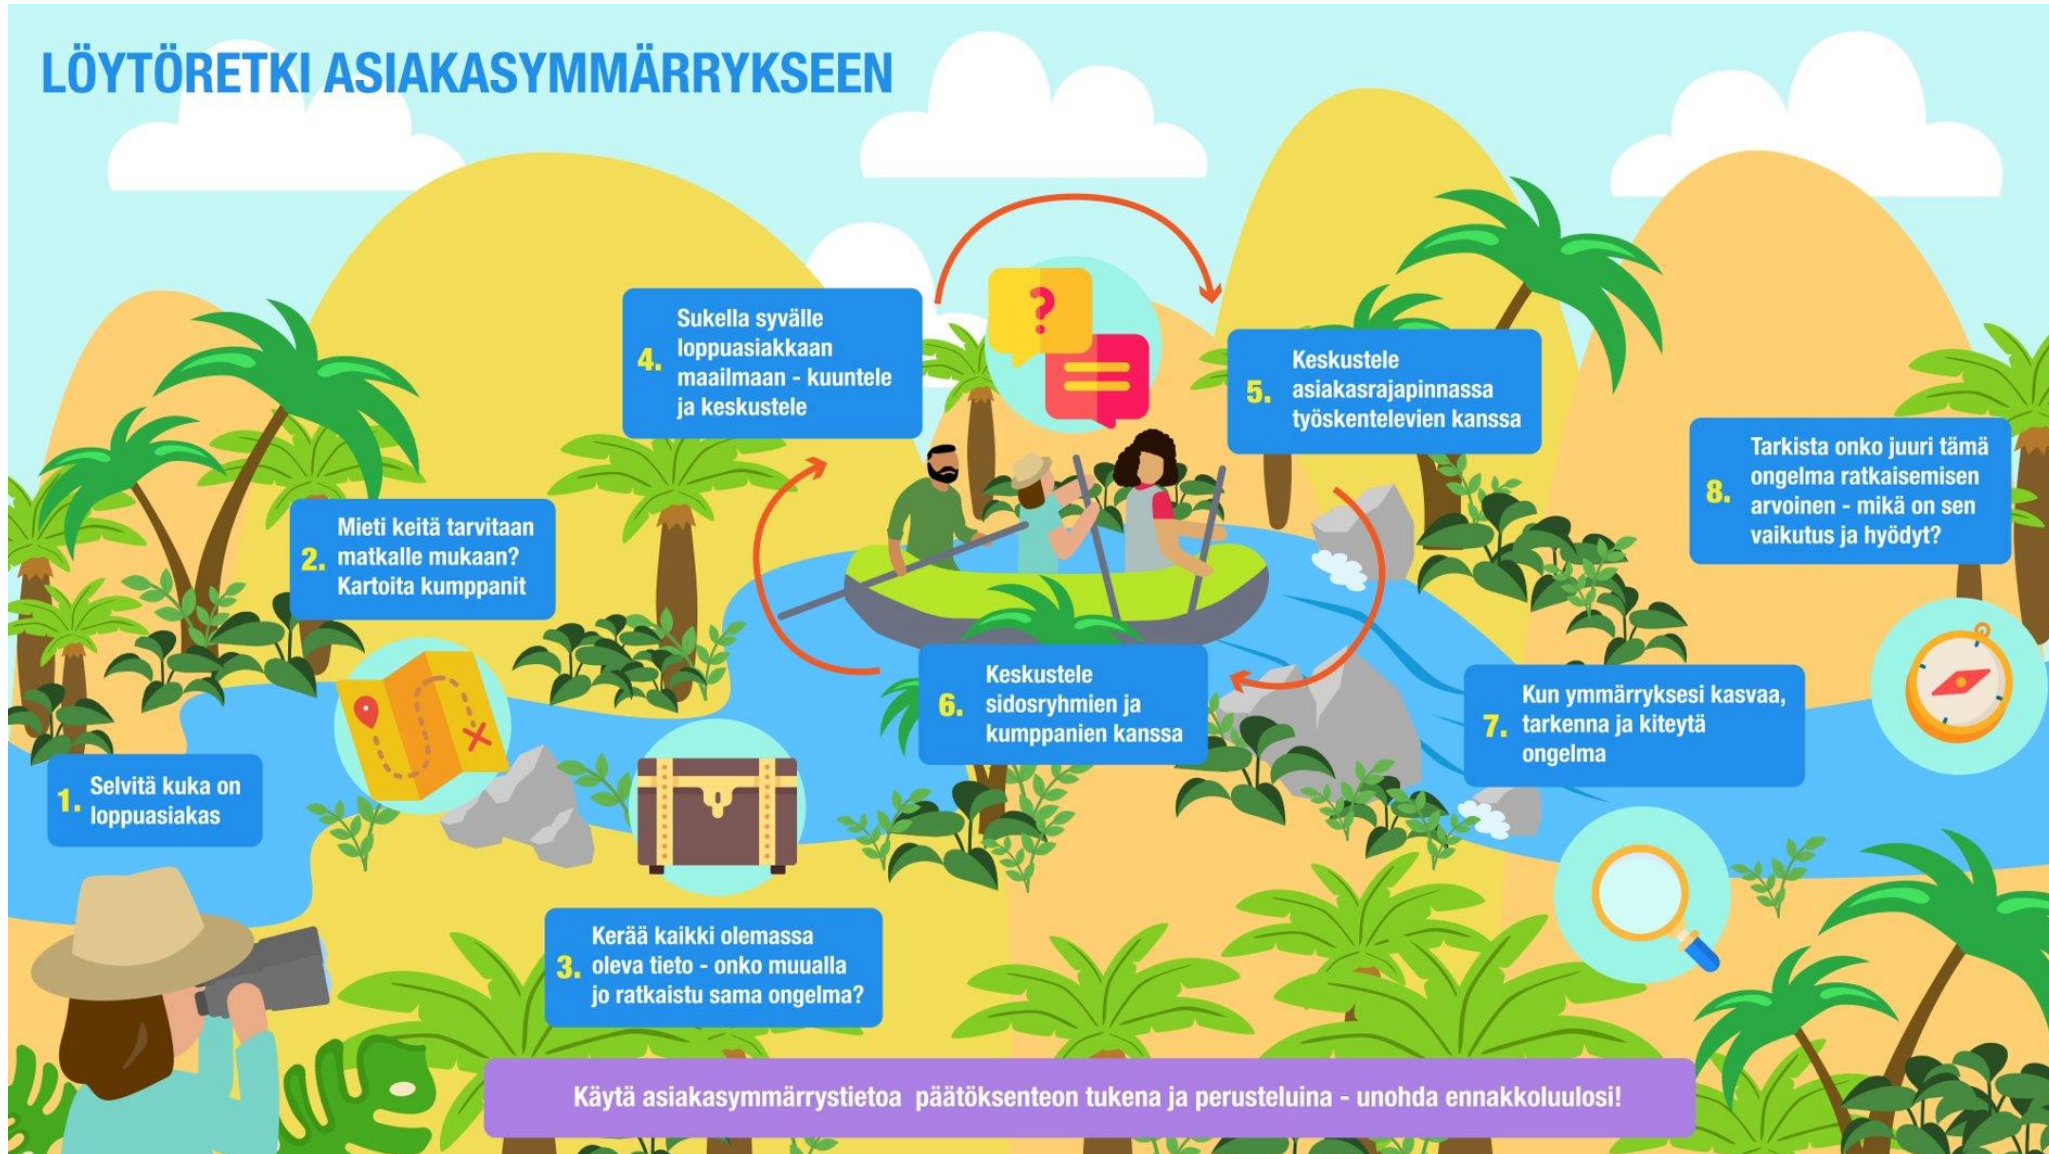 LÖYTÖRETKI ASIAKASYMMÄRRYKSEEN
1. Selvitä kuka on
loppuasiakas
Mieti keitä tarvitaan
2. matkalle mukaan?
Kartoita kumppanit
Kerää kaikki olemassa
3. oleva tieto - onko muualla
jo ratkaistu sama ongelma?
Sukella syvälle
4. loppuasiakkaan
maailmaan - kuuntele
ja keskustele
?
Keskustele
5. asiakasrajapinnassa
työskentelevien kanssa
Keskustele
6. sidosryhmien ja
kumppanien kanssa
Kun ymmärryksesi kasvaa,
7. tarkenna ja kiteytä
ongelma
Tarkista onko juuri tämä
8. ongelma ratkaisemisen
arvoinen - mikä on sen
vaikutus ja hyödyt?
Käytä asiakasymmärrystietoa päätöksenteon tukena ja perusteluina - unohda ennakkoluulosi!